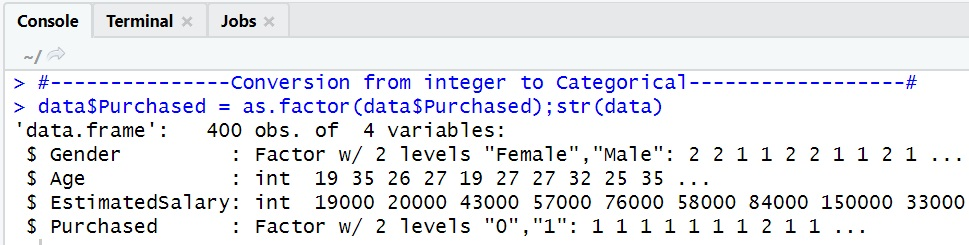 Console Terminal × Jobs ×
~/
> #---------------Conversion from integer to Categorical------------------#
> data$Purchased = as.factor(data$Purchased);str(data)
'data.frame':   400 obs. of  4 variables:
 $ Gender         : Factor w/ 2 levels "Female","Male": 2 2 1 1 2 2 1 1 2 1 ...
 $ Age            : int  19 35 26 27 19 27 27 32 25 35 ...
 $ EstimatedSalary: int  19000 20000 43000 57000 76000 58000 84000 150000 33000
 $ Purchased      : Factor w/ 2 levels "0","1": 1 1 1 1 1 1 1 2 1 1 ...